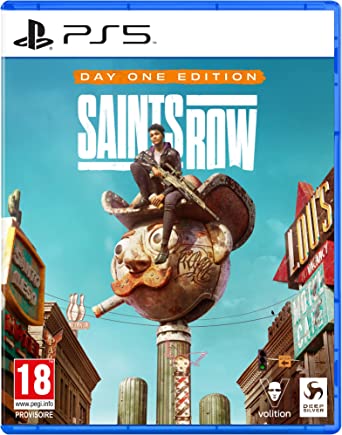 PS5
DAY ONE EDITION
SAINTS ROW
LOU'S
18
www.pegi.info
PROVISOIRE
volition
DEEP
SILVER